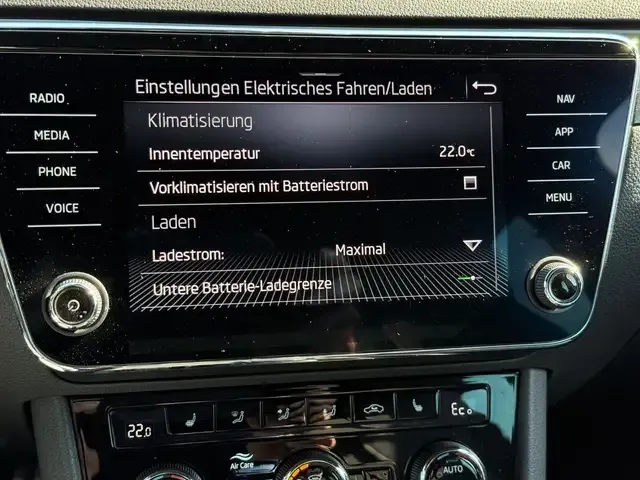 Einstellungen Elektrisches Fahren/Laden
RADIO
MEDIA
PHONE
VOICE
Klimatisierung
Innentemperatur 22.0°C
Vorklimatisieren mit Batteriestrom
Laden
Ladestrom: Maximal
Untere Batterie-Ladegrenze
NAV
APP
CAR
MENU
22.0
Eco
Air Care
AUTO